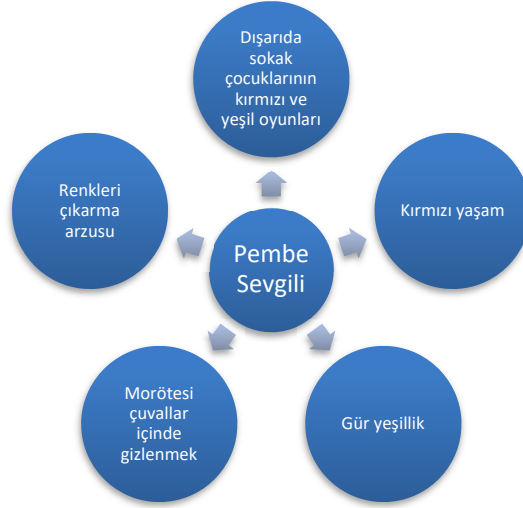 Dışarıda
sokak
çocuklarının
kırmızı ve
yeşil oyunları
Kırmızı yaşam
Gür yeşillik
Morötesi
çuvallar
içinde
gizlenmek
Renkleri
çıkarma
arzusu
Pembe
Sevgili